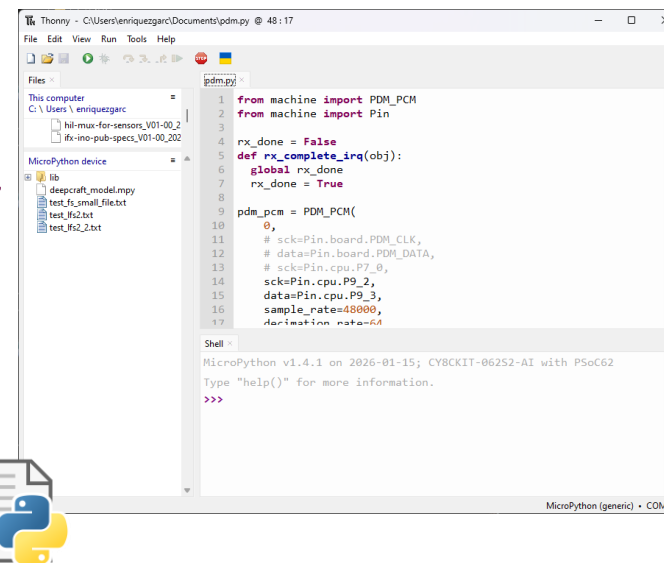 Thonny - C:\Users\enriquezgarc\Documents\pdm.py @ 48 : 17
File Edit View Run Tools Help
STOP
Files ×
This computer
C: \ Users \ enriquezgarc
hil-mux-for-sensors_V01-00_2
ifx-ino-pub-specs_V01-00_202
MicroPython device
lib
deepcraft_model.mpy
test_fs_small_file.txt
test_lfs2.txt
test_lfs2_2.txt
pdm.py ×
1 from machine import PDM_PCM
2 from machine import Pin
3
4 rx_done = False
5 def rx_complete_irq(obj):
6 global rx_done
7 rx_done = True
8
9 pdm_pcm = PDM_PCM(
10 0,
11 # sck=Pin.board.PDM_CLK,
12 # data=Pin.board.PDM_DATA,
13 # sck=Pin.cpu.P7_0,
14 sck=Pin.cpu.P9_2,
15 data=Pin.cpu.P9_3,
16 sample_rate=48000,
17 decimation_rate=64
Shell ×
MicroPython v1.4.1 on 2026-01-15; CY8CKIT-062S2-AI with PSoC62
Type "help()" for more information.
>>>
MicroPython (generic) • COM